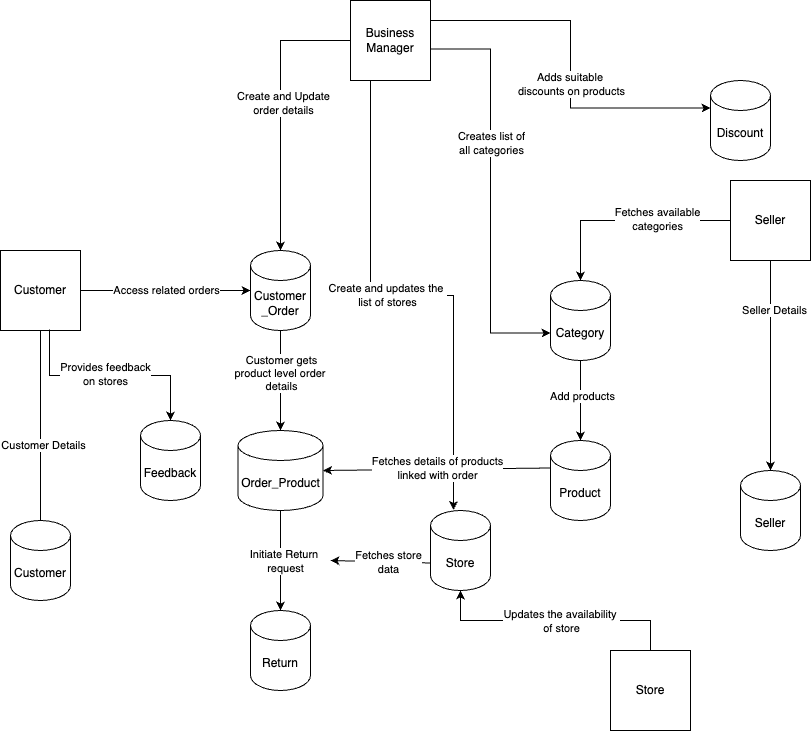 Business
Manager
Adds suitable
discounts on products
Create and Update
order details
Discount
Creates list of
all categories
Fetches available
categories
Seller
Customer
Access related orders
Customer
_Order
Create and updates the
list of stores
Category
Seller Details
Provides feedback
on stores
Customer gets
product level order
details
Add products
Customer Details
Feedback
Order_Product
Fetches details of products
linked with order
Product
Seller
Customer
Initiate Return
request
Fetches store
data
Store
Updates the availability
of store
Return
Store